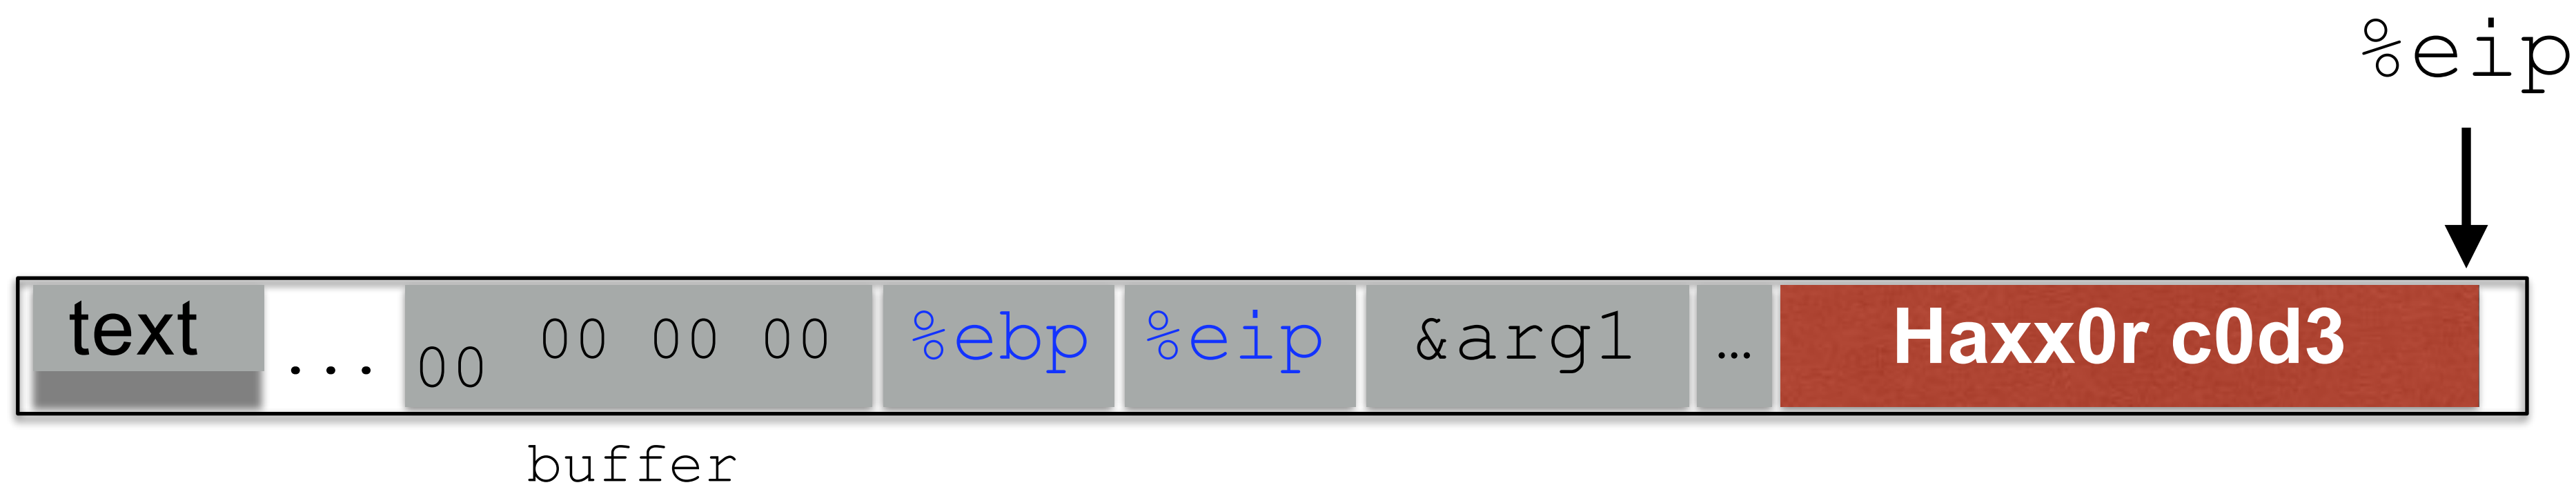 %eip
text ... 00 00 00 00 %ebp %eip &arg1 ... Haxx0r c0d3
buffer